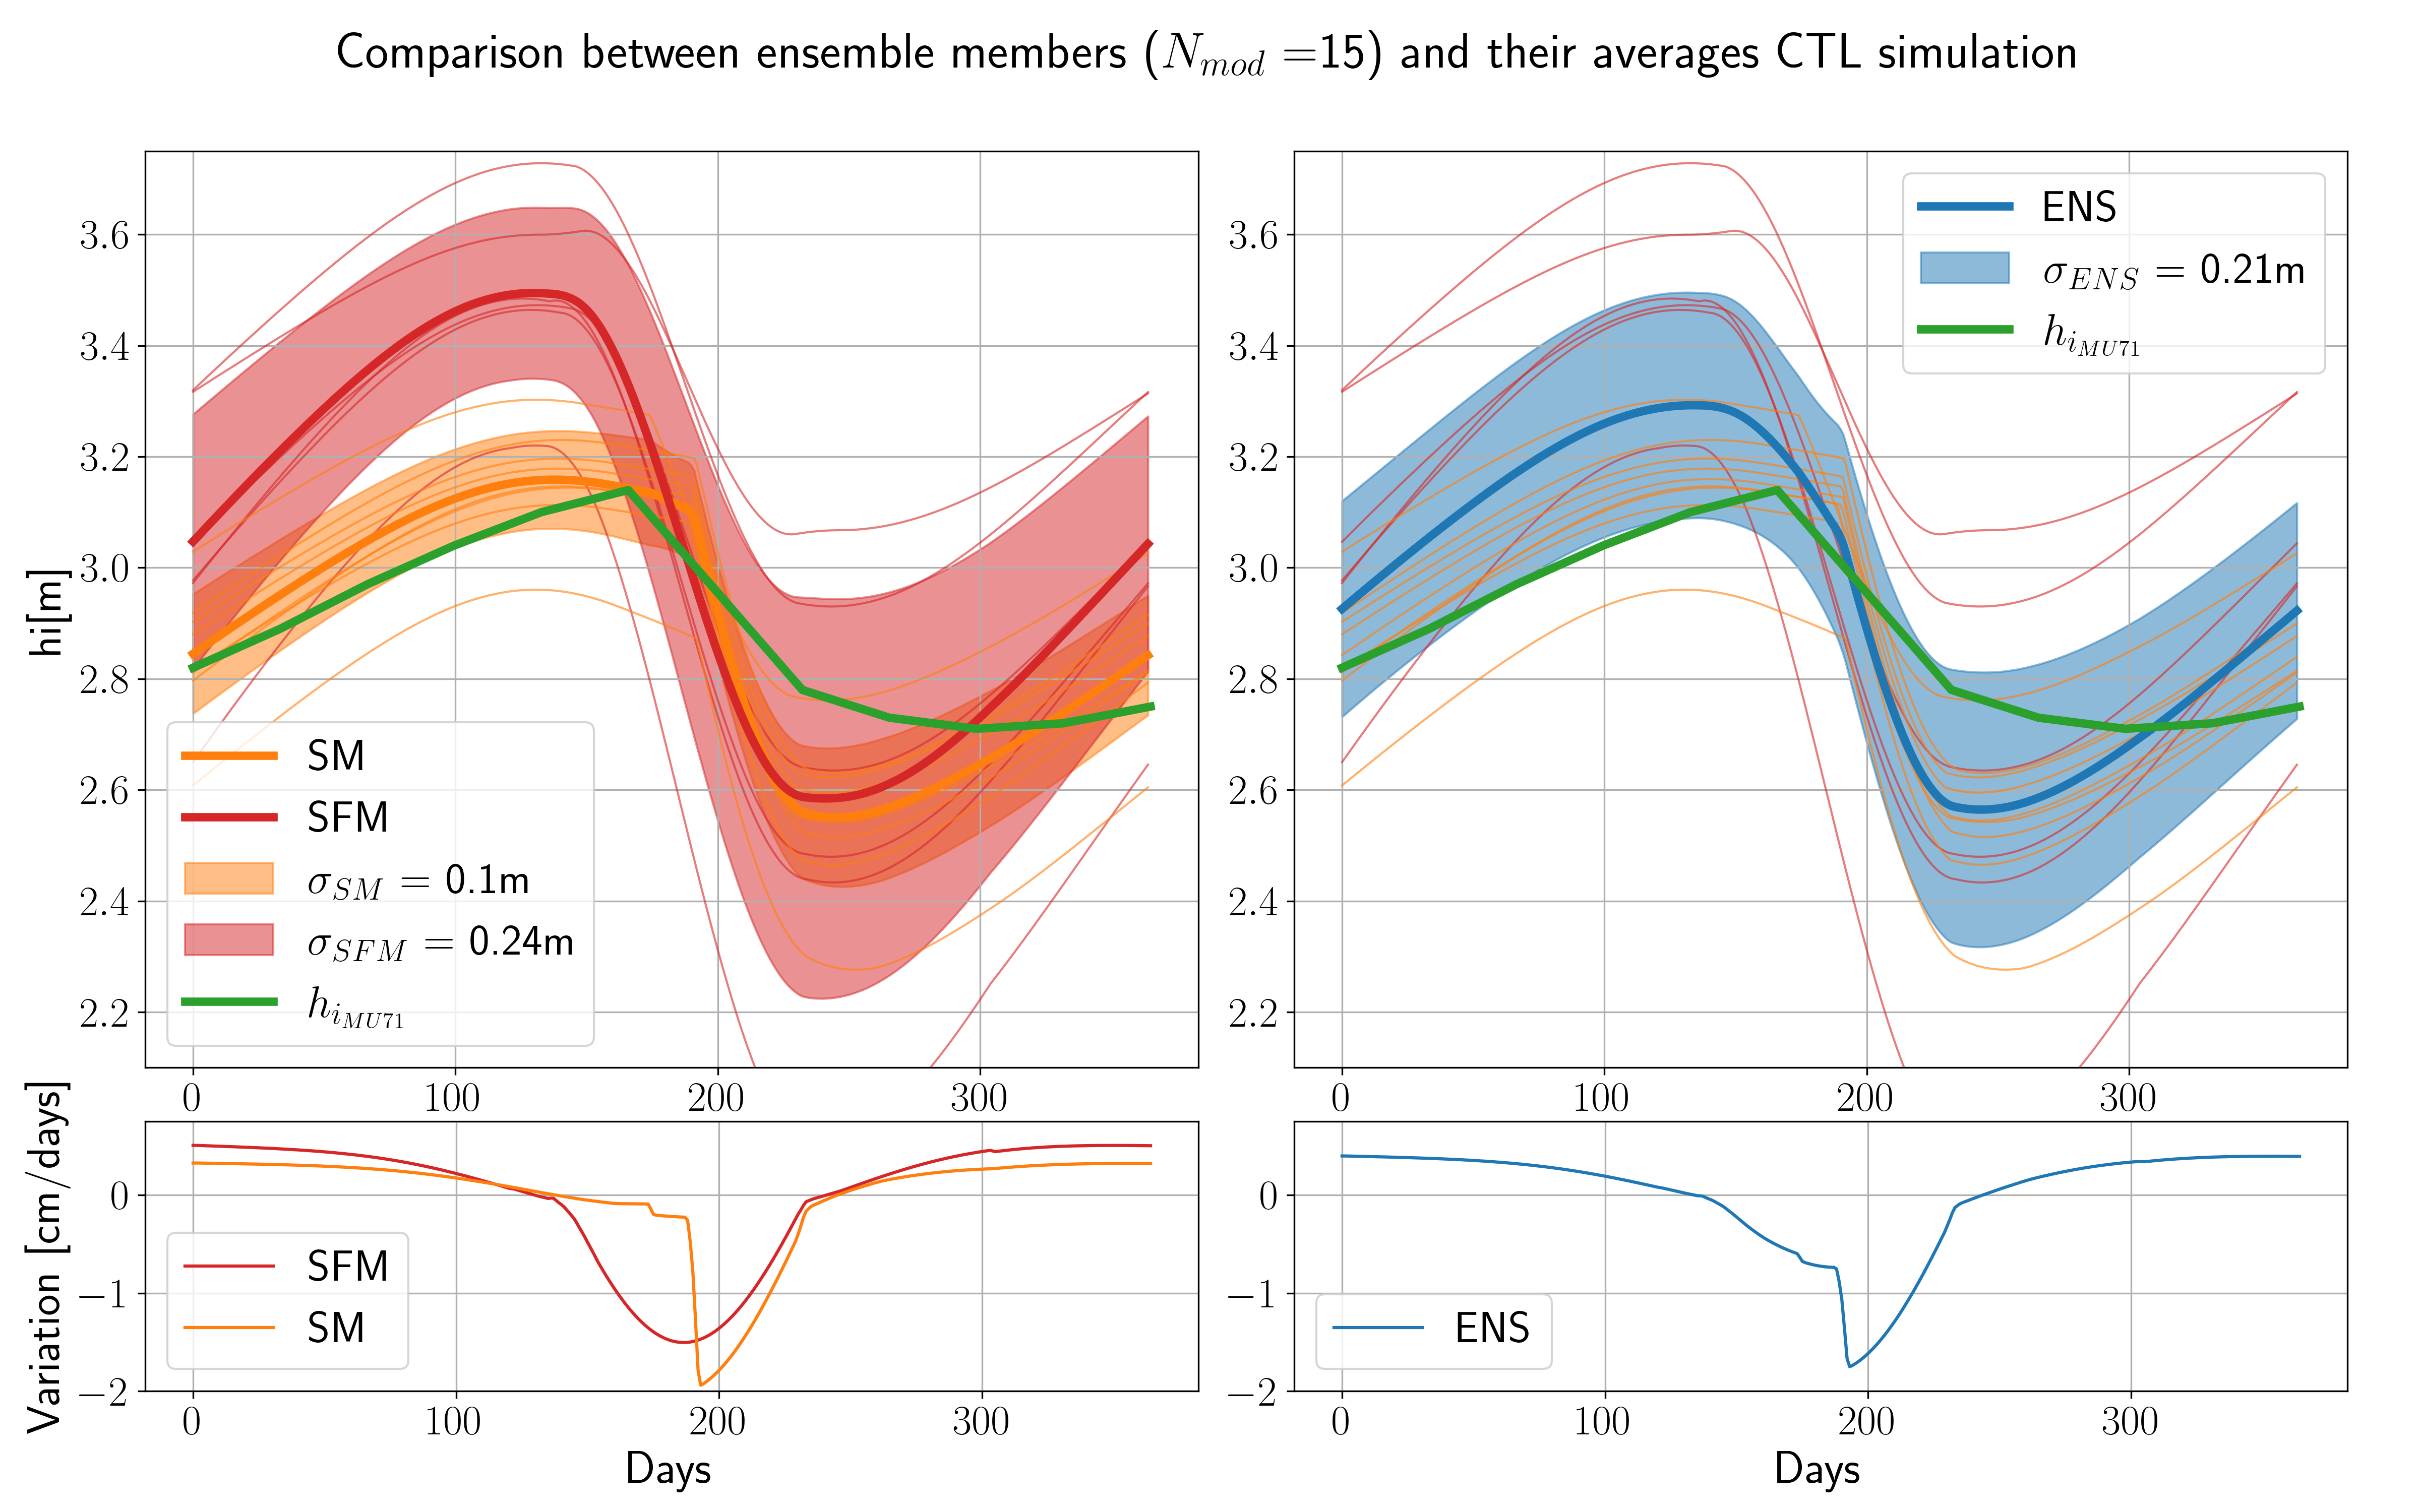 Comparison between ensemble members (N_mod =15) and their averages CTL simulation
hi[m]
3.6
3.4
3.2
3.0
2.8
2.6
2.4
2.2
0 100 200 300
SM
SFM
σ_SM = 0.1m
σ_SFM = 0.24m
h_i_MU71
3.6
3.4
3.2
3.0
2.8
2.6
2.4
2.2
0 100 200 300
ENS
σ_ENS = 0.21m
h_i_MU71
Variation [cm/days]
0
−1
−2
0 100 200 300
SFM
SM
Days
0
−1
−2
0 100 200 300
ENS
Days